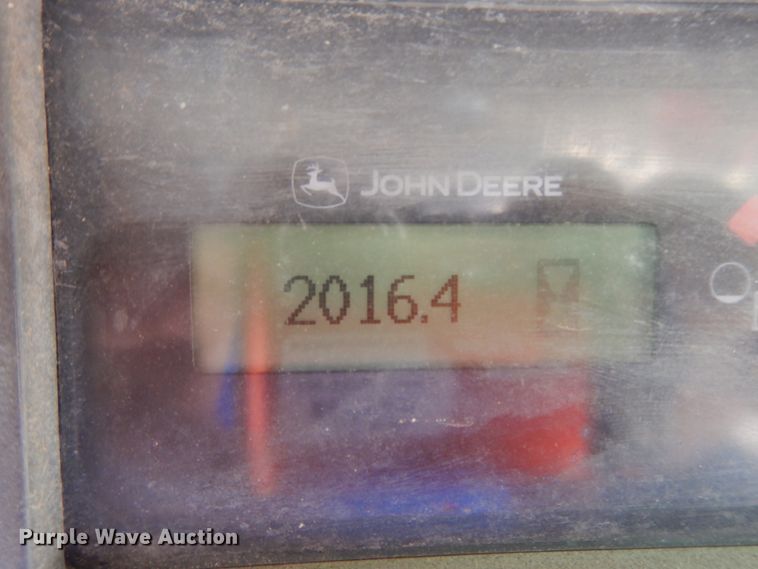 JOHN DEERE
2016.4
Purple Wave Auction